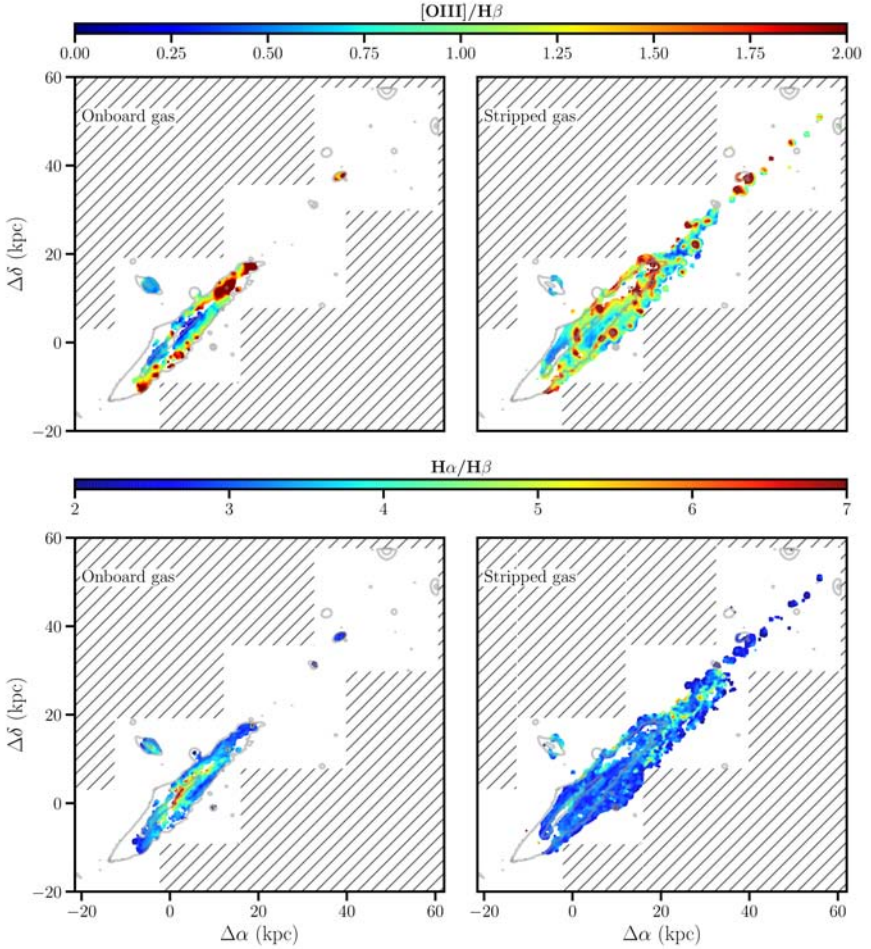 [OIII]/Hβ
0.00 0.25 0.50 0.75 1.00 1.25 1.50 1.75 2.00
60
40
20
0
−20
Δδ (kpc)
Onboard gas
Stripped gas
Hα/Hβ
2 3 4 5 6 7
60
40
20
0
−20
Δδ (kpc)
Onboard gas
Stripped gas
0 20 40 60
−20 0 20 40 60
Δα (kpc)
Δα (kpc)